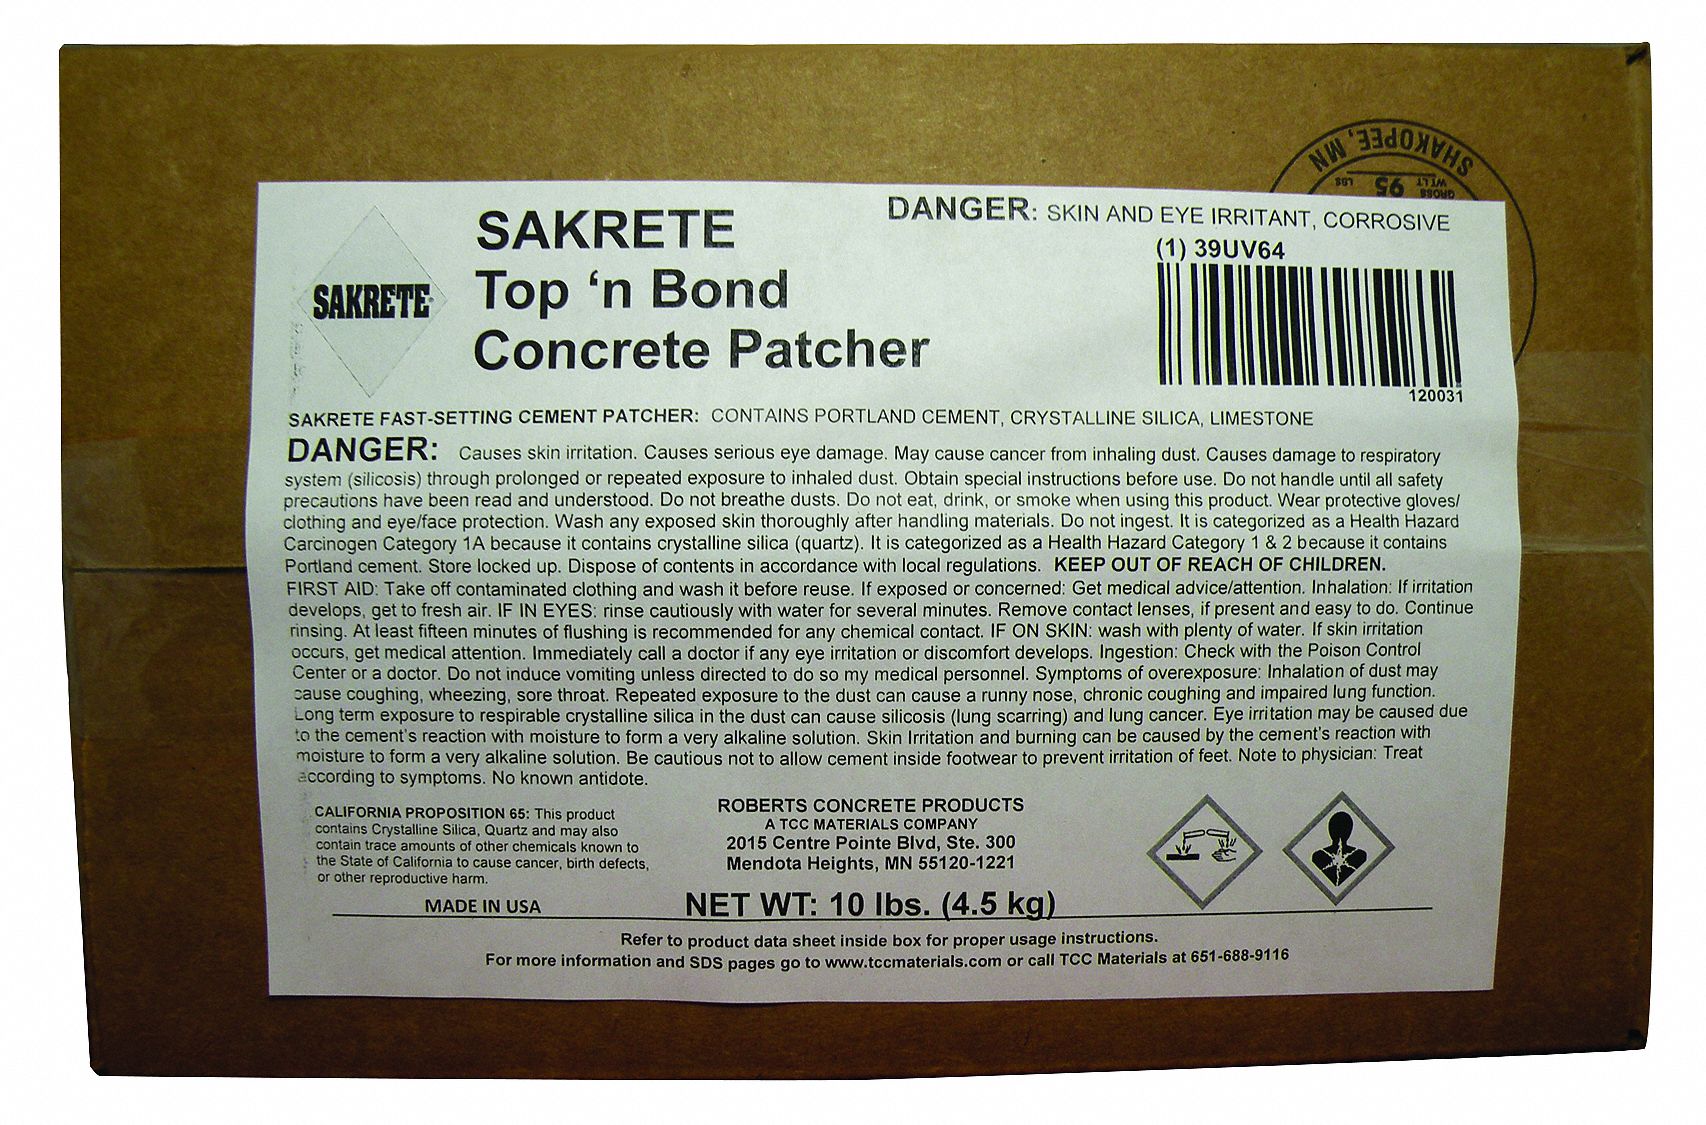 SHAKOPEE, MN
GROSS WT LT 95 LBS
SAKRETE
Top ‘n Bond
Concrete Patcher
SAKRETE®
DANGER: SKIN AND EYE IRRITANT, CORROSIVE
(1) 39UV64
120031
SAKRETE FAST-SETTING CEMENT PATCHER: CONTAINS PORTLAND CEMENT, CRYSTALLINE SILICA, LIMESTONE
DANGER: Causes skin irritation. Causes serious eye damage. May cause cancer from inhaling dust. Causes damage to respiratory
system (silicosis) through prolonged or repeated exposure to inhaled dust. Obtain special instructions before use. Do not handle until all safety
precautions have been read and understood. Do not breathe dusts. Do not eat, drink, or smoke when using this product. Wear protective gloves/
clothing and eye/face protection. Wash any exposed skin thoroughly after handling materials. Do not ingest. It is categorized as a Health Hazard
Carcinogen Category 1A because it contains crystalline silica (quartz). It is categorized as a Health Hazard Category 1 & 2 because it contains
Portland cement. Store locked up. Dispose of contents in accordance with local regulations. KEEP OUT OF REACH OF CHILDREN.
FIRST AID: Take off contaminated clothing and wash it before reuse. If exposed or concerned: Get medical advice/attention. Inhalation: If irritation
develops, get to fresh air. IF IN EYES: rinse cautiously with water for several minutes. Remove contact lenses, if present and easy to do. Continue
rinsing. At least fifteen minutes of flushing is recommended for any chemical contact. IF ON SKIN: wash with plenty of water. If skin irritation
occurs, get medical attention. Immediately call a doctor if any eye irritation or discomfort develops. Ingestion: Check with the Poison Control
Center or a doctor. Do not induce vomiting unless directed to do so my medical personnel. Symptoms of overexposure: Inhalation of dust may
cause coughing, wheezing, sore throat. Repeated exposure to the dust can cause a runny nose, chronic coughing and impaired lung function.
Long term exposure to respirable crystalline silica in the dust can cause silicosis (lung scarring) and lung cancer. Eye irritation may be caused due
to the cement's reaction with moisture to form a very alkaline solution. Skin Irritation and burning can be caused by the cement's reaction with
moisture to form a very alkaline solution. Be cautious not to allow cement inside footwear to prevent irritation of feet. Note to physician: Treat
according to symptoms. No known antidote.
CALIFORNIA PROPOSITION 65: This product
contains Crystalline Silica, Quartz and may also
contain trace amounts of other chemicals known to
the State of California to cause cancer, birth defects,
or other reproductive harm.
MADE IN USA
ROBERTS CONCRETE PRODUCTS
A TCC MATERIALS COMPANY
2015 Centre Pointe Blvd, Ste. 300
Mendota Heights, MN 55120-1221
NET WT: 10 lbs. (4.5 kg)
Refer to product data sheet inside box for proper usage instructions.
For more information and SDS pages go to www.tccmaterials.com or call TCC Materials at 651-688-9116